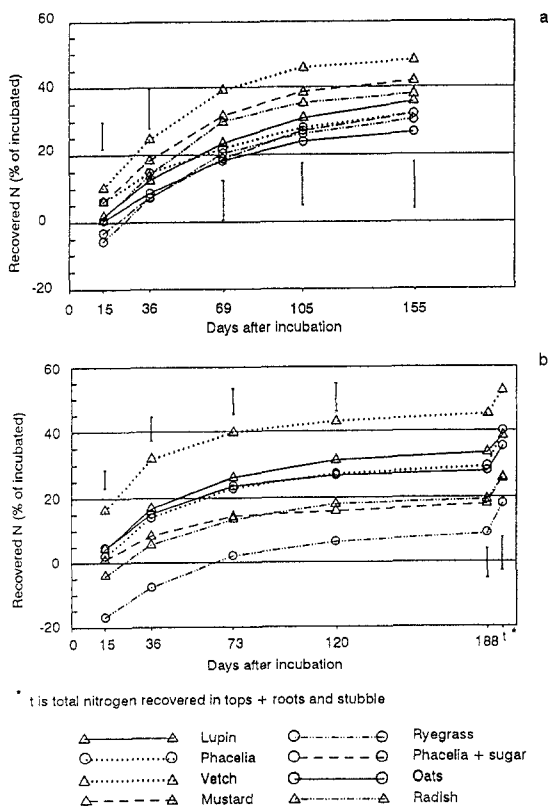 a
60
40
20
0
-20
Recovered N (% of incubated)
0 15 36 69 105 155
Days after incubation
b
60
40
20
0
-20
Recovered N (% of incubated)
0 15 36 73 120 188 t *
Days after incubation
* t is total nitrogen recovered in tops + roots and stubble
Lupin Ryegrass
Phacelia Phacelia + sugar
Vetch Oats
Mustard Radish